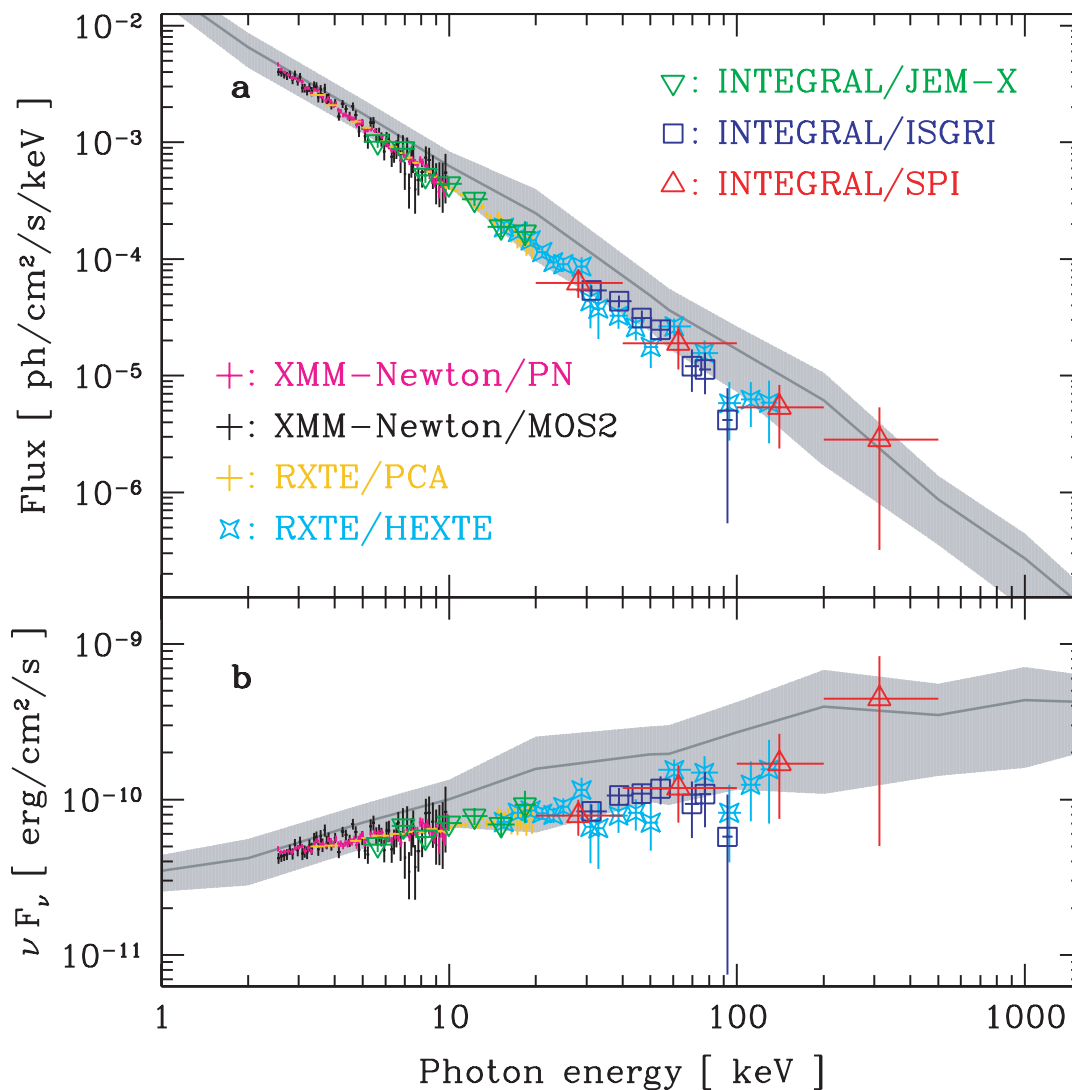 10⁻²
a
▽: INTEGRAL/JEM-X
□: INTEGRAL/ISGRI
△: INTEGRAL/SPI
10⁻³
10⁻⁴
10⁻⁵
10⁻⁶
Flux [ ph/cm²/s/keV ]
+: XMM-Newton/PN
+: XMM-Newton/MOS2
+: RXTE/PCA
✧: RXTE/HEXTE
b
10⁻⁹
10⁻¹⁰
10⁻¹¹
νFν [ erg/cm²/s ]
1 10 100 1000
Photon energy [ keV ]